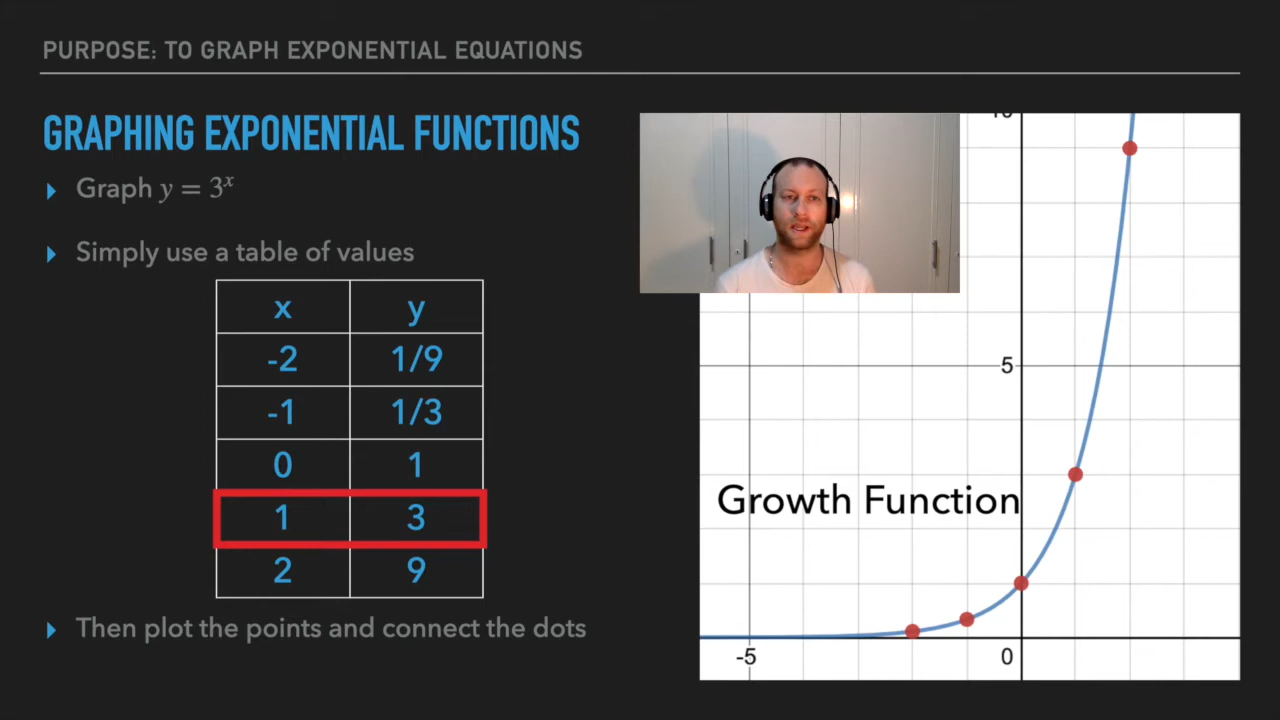 PURPOSE: TO GRAPH EXPONENTIAL EQUATIONS
GRAPHING EXPONENTIAL FUNCTIONS
Graph y = 3ˣ
Simply use a table of values
x y
-2 1/9
-1 1/3
0 1
1 3
2 9
Then plot the points and connect the dots
5
Growth Function
-5 0